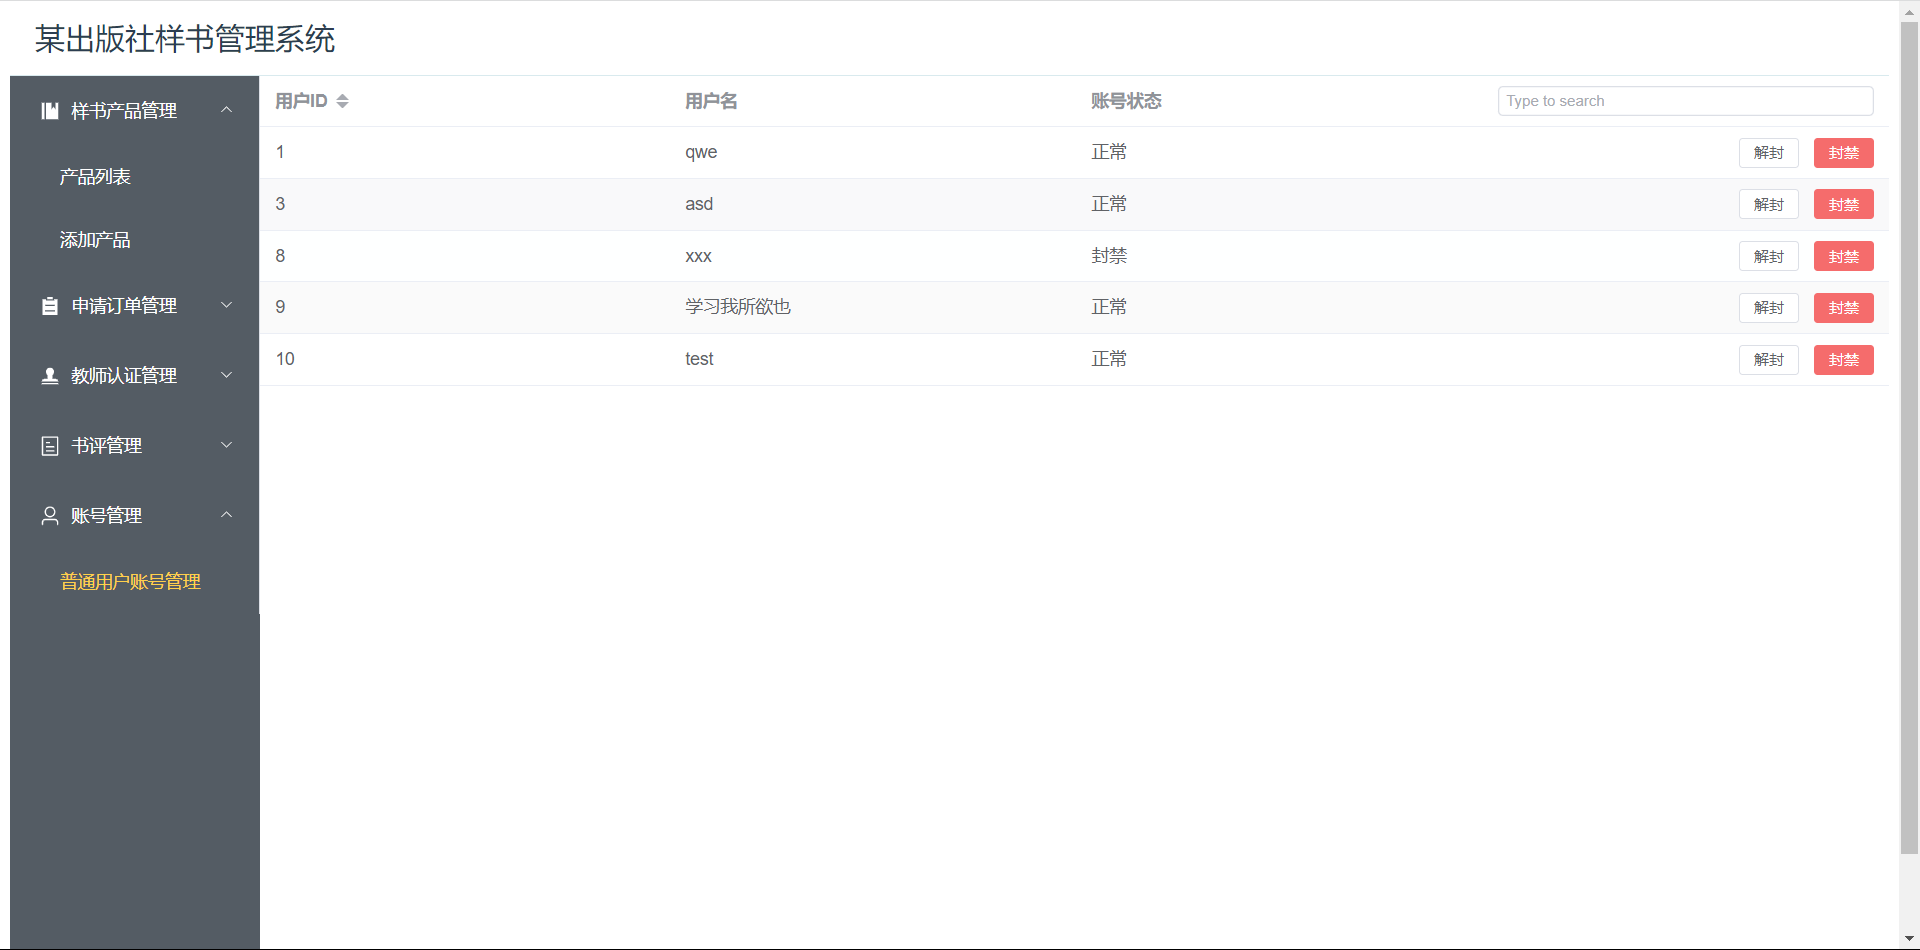 某出版社样书管理系统
样书产品管理
产品列表
添加产品
申请订单管理
教师认证管理
书评管理
账号管理
普通用户账号管理
用户ID 用户名 账号状态 Type to search
1 qwe 正常 解封 封禁
3 asd 正常 解封 封禁
8 xxx 封禁 解封 封禁
9 学习我所欲也 正常 解封 封禁
10 test 正常 解封 封禁